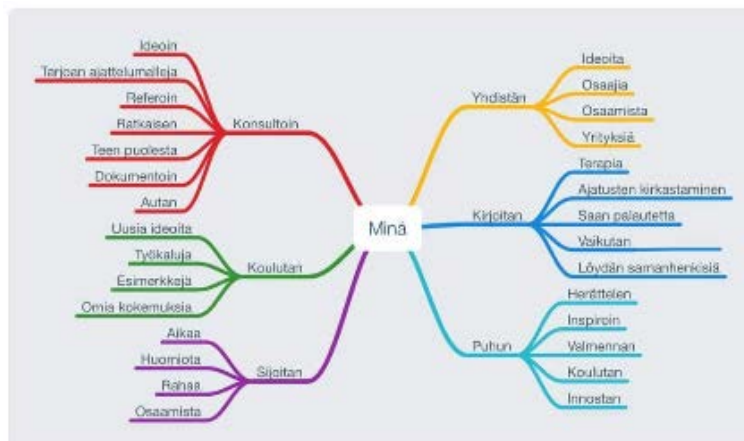 Ideoin
Tarjoan ajattelumalleja
Referoin
Ratkaisen
Teen puolesta
Dokumentoin
Autan
Konsultoin
Uusia ideoita
Työkaluja
Esimerkkejä
Omia kokemuksia
Koulutan
Aikaa
Huomiota
Rahaa
Osaamista
Sijoitan
Minä
Yhdistän
Ideoita
Osaajia
Osaamista
Yrityksiä
Kirjoitan
Terapia
Ajatusten kirkastaminen
Saan palautetta
Vaikutan
Löydän samanhenkisiä
Puhun
Herättelen
Inspiroin
Valmennan
Koulutan
Innostan